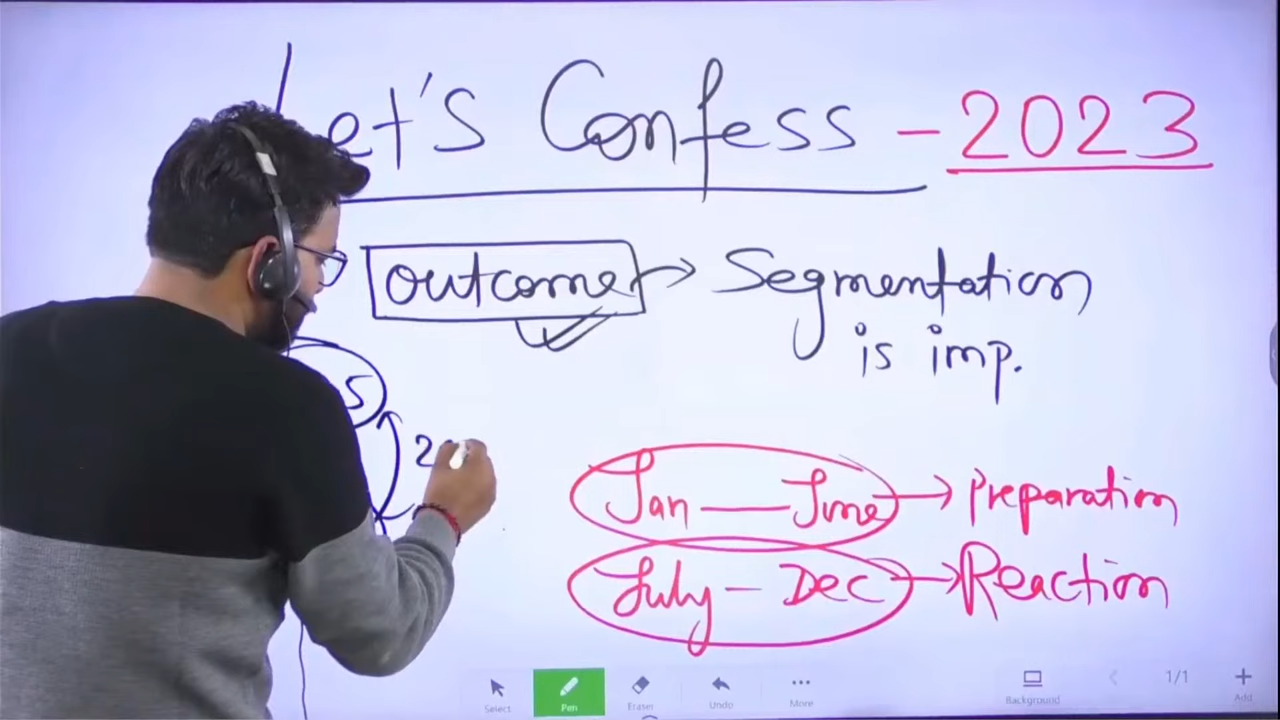 Let's Confess - 2023
outcome → Segmentation
is imp.
S
2
Jan — June → Preparation
July - Dec → Reaction
Select
Pen
Eraser
Undo
More
Background
1/1
Add